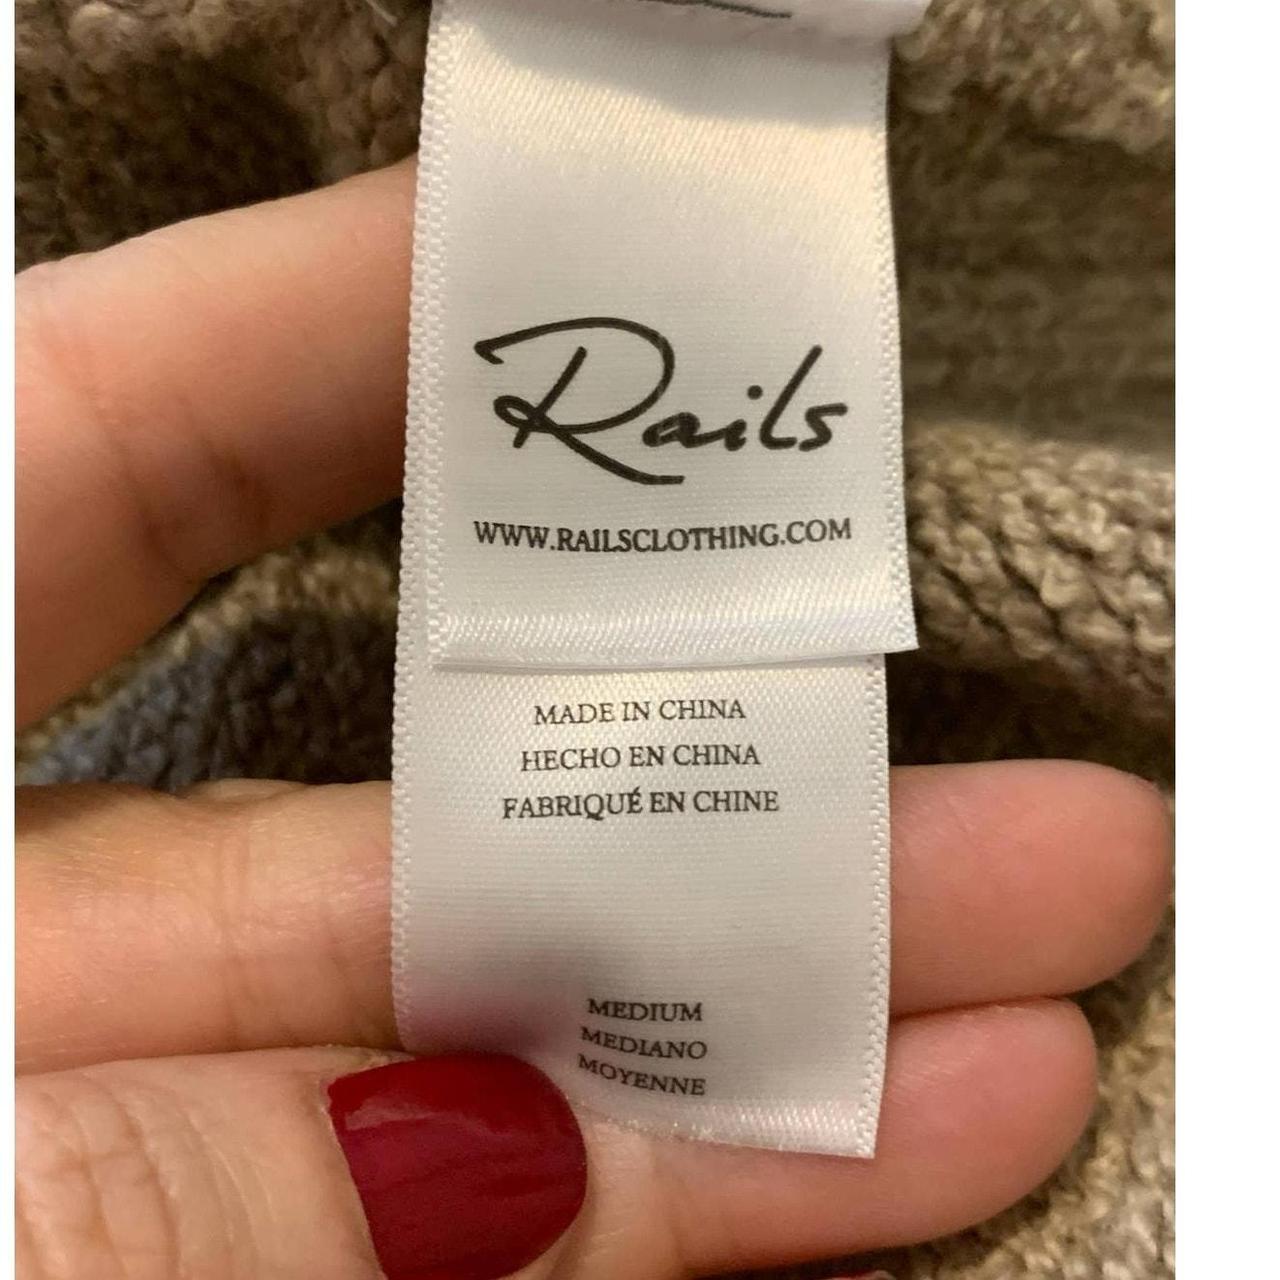 Rails
WWW.RAILSCLOTHING.COM
MADE IN CHINA
HECHO EN CHINA
FABRIQUÉ EN CHINE
MEDIUM
MEDIANO
MOYENNE